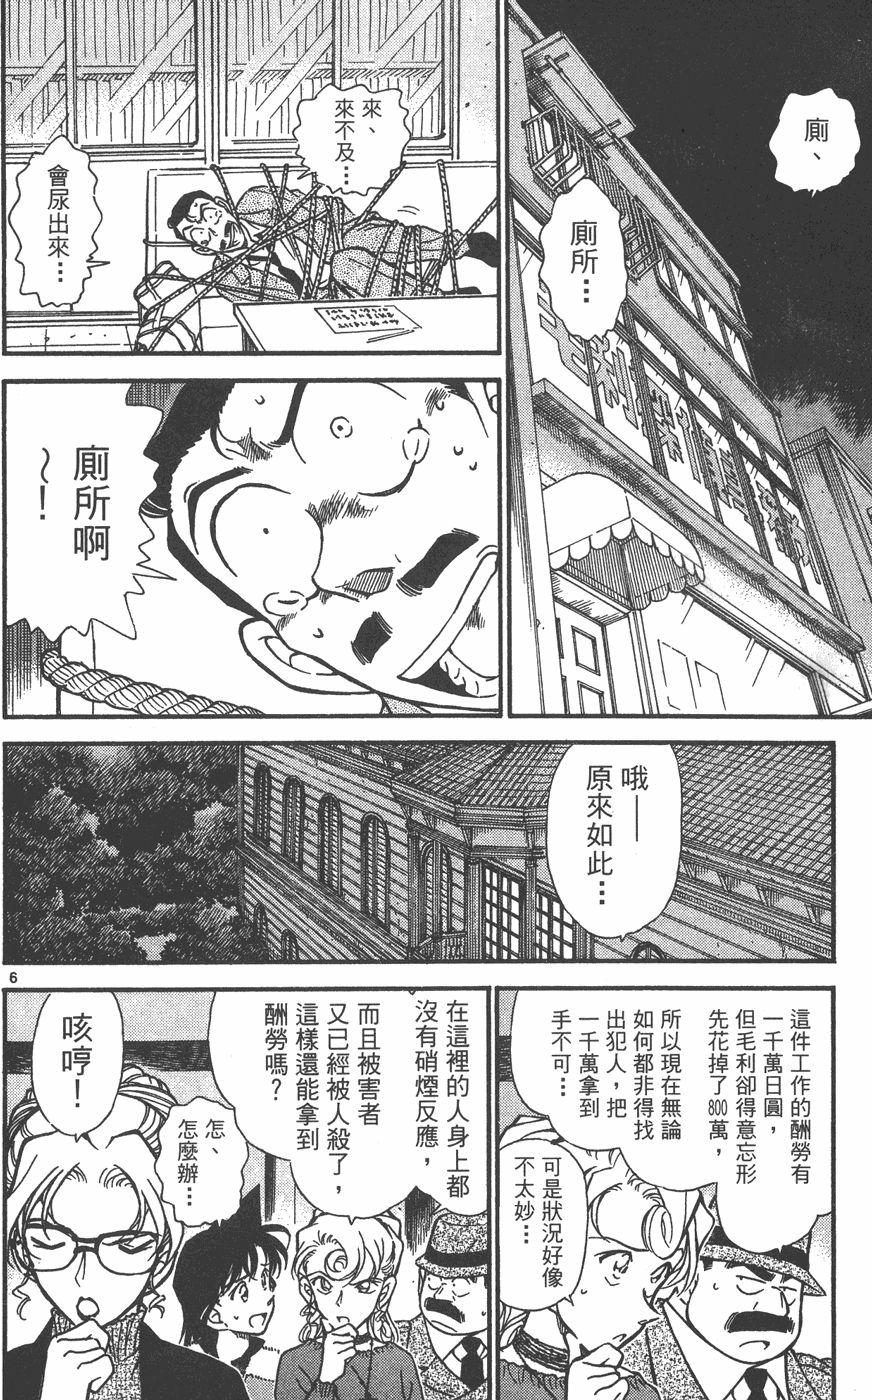 廁、
廁所…
來、
來不及…
會尿出來…
廁所啊
～！
哦——
原來如此…
6
這件工作的酬勞有
一千萬日圓，
但毛利卻得意忘形
先花掉了800萬，
所以現在無論
如何都非得找
出犯人，把
一千萬拿到
手不可…
可是狀況好像
不太妙…
在這裡的人身上都
沒有硝煙反應，
而且被害者
又已經被人殺了，
這樣還能拿到
酬勞嗎？
怎、
怎麼辦…
咳哼！